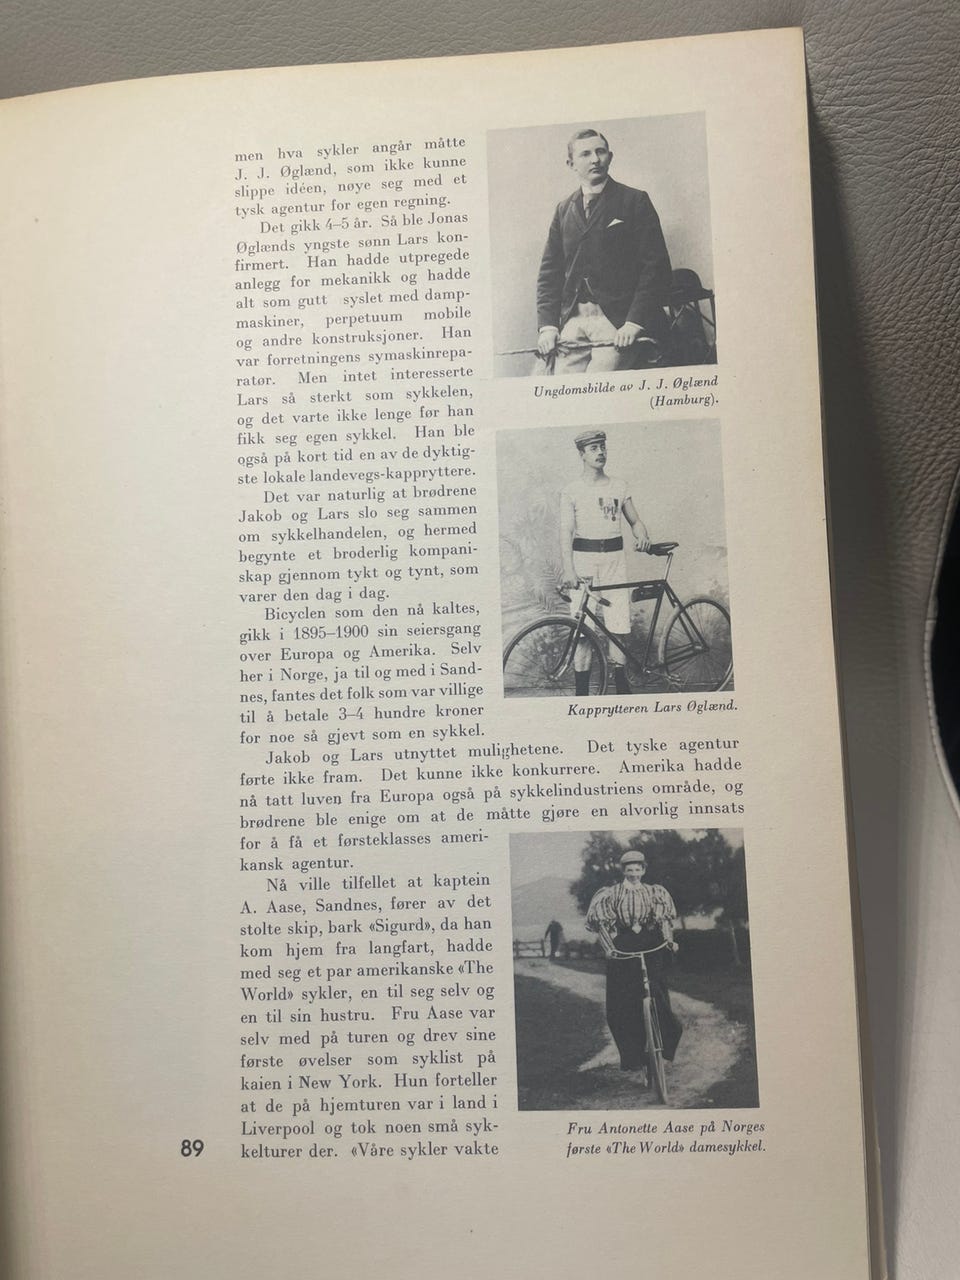 men hva sykler angår måtte
J. J. Øglænd, som ikke kunne
slippe idéen, nøye seg med et
tysk agentur for egen regning.
Det gikk 4–5 år. Så ble Jonas
Øglænds yngste sønn Lars kon-
firmert. Han hadde utpregede
anlegg for mekanikk og hadde
alt som gutt syslet med damp-
maskiner, perpetuum mobile
og andre konstruksjoner. Han
var forretningens symaskinrepa-
ratør. Men intet interesserte
Lars så sterkt som sykkelen,
og det varte ikke lenge før han
fikk seg egen sykkel. Han ble
også på kort tid en av de dyktig-
ste lokale landevegs-kappryttere.
Det var naturlig at brødrene
Jakob og Lars slo seg sammen
om sykkelhandelen, og hermed
begynte et broderlig kompani-
skap gjennom tykt og tynt, som
varer den dag i dag.
Bicyclen som den nå kaltes,
gikk i 1895–1900 sin seiersgang
over Europa og Amerika. Selv
her i Norge, ja til og med i Sand-
nes, fantes det folk som var villige
til å betale 3–4 hundre kroner
for noe så gjevt som en sykkel.
Jakob og Lars utnyttet mulighetene. Det tyske agentur
førte ikke fram. Det kunne ikke konkurrere. Amerika hadde
nå tatt luven fra Europa også på sykkelindustriens område, og
brødrene ble enige om at de måtte gjøre en alvorlig innsats
for å få et førsteklasses ameri-
kansk agentur.
Nå ville tilfellet at kaptein
A. Aase, Sandnes, fører av det
stolte skip, bark «Sigurd», da han
kom hjem fra langfart, hadde
med seg et par amerikanske «The
World» sykler, en til seg selv og
en til sin hustru. Fru Aase var
selv med på turen og drev sine
første øvelser som syklist på
kaien i New York. Hun forteller
at de på hjemturen var i land i
Liverpool og tok noen små syk-
kelturer der. «Våre sykler vakte
Ungdomsbilde av J. J. Øglænd
(Hamburg).
Kapprytteren Lars Øglænd.
Fru Antonette Aase på Norges
første «The World» damesykkel.
89